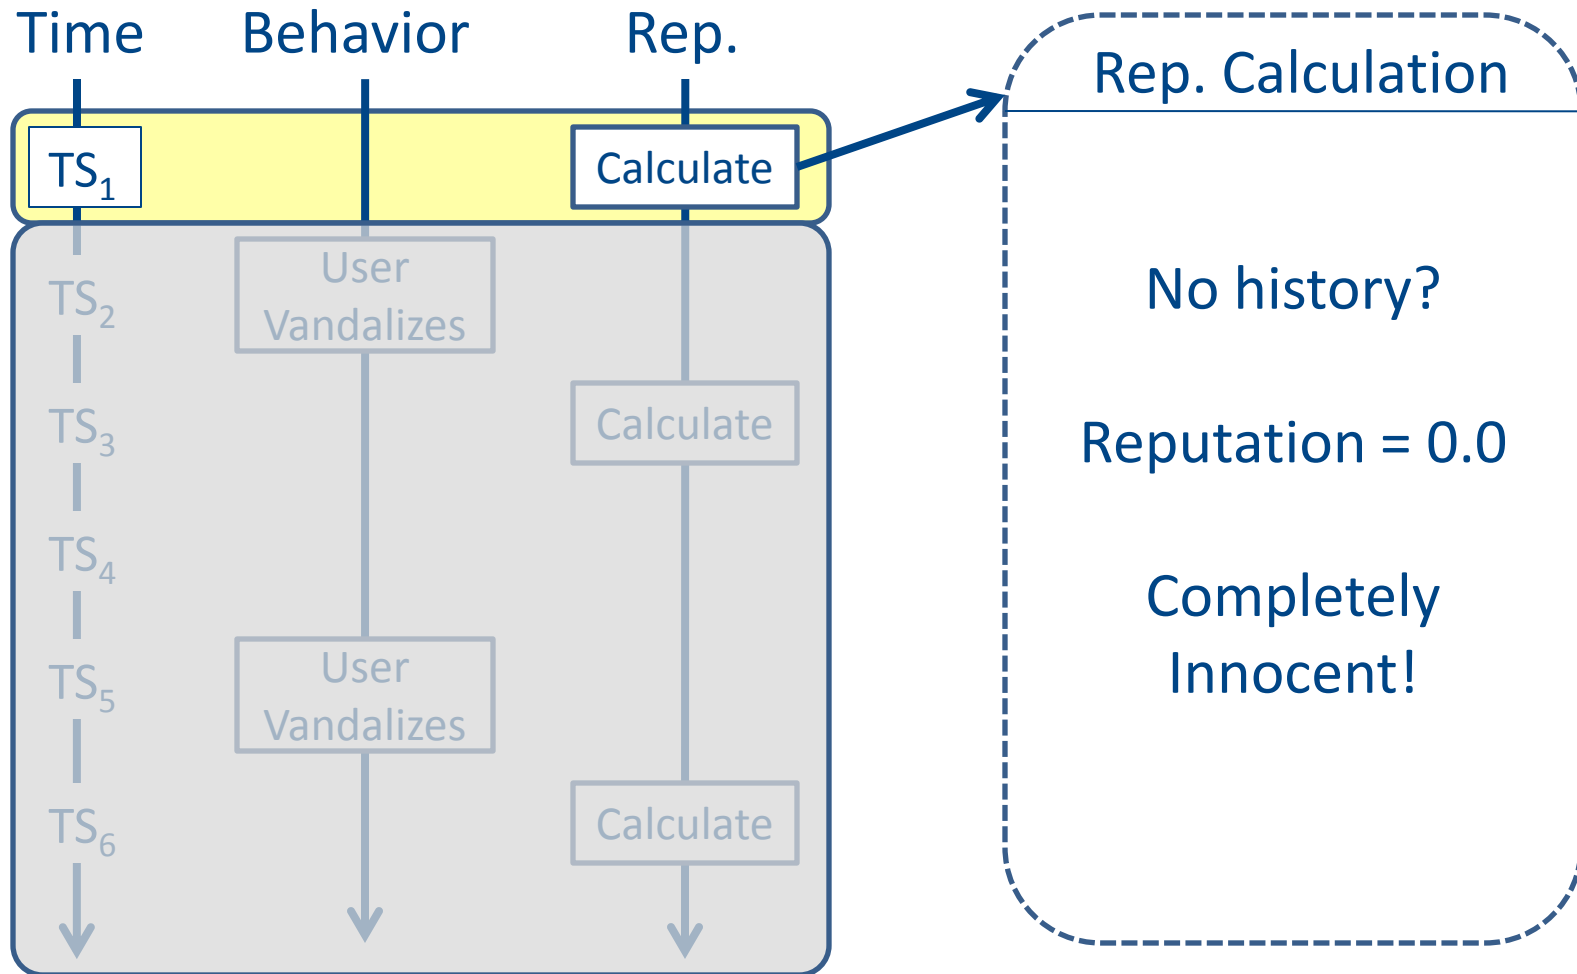 Time Behavior Rep.
TS₁ Calculate
TS₂ User
Vandalizes
TS₃ Calculate
TS₄
TS₅ User
Vandalizes
TS₆ Calculate
Rep. Calculation
No history?
Reputation = 0.0
Completely
Innocent!